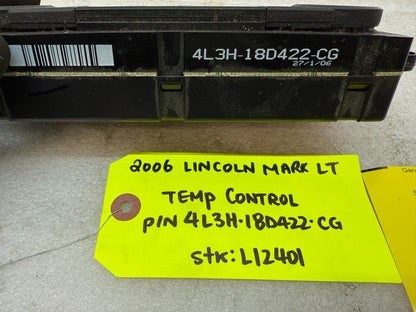 4L3H-18D422-CG
27/1/06
2006 LINCOLN MARK LT
TEMP CONTROL
P/N 4L3H-18D422-CG
Stk: L12401